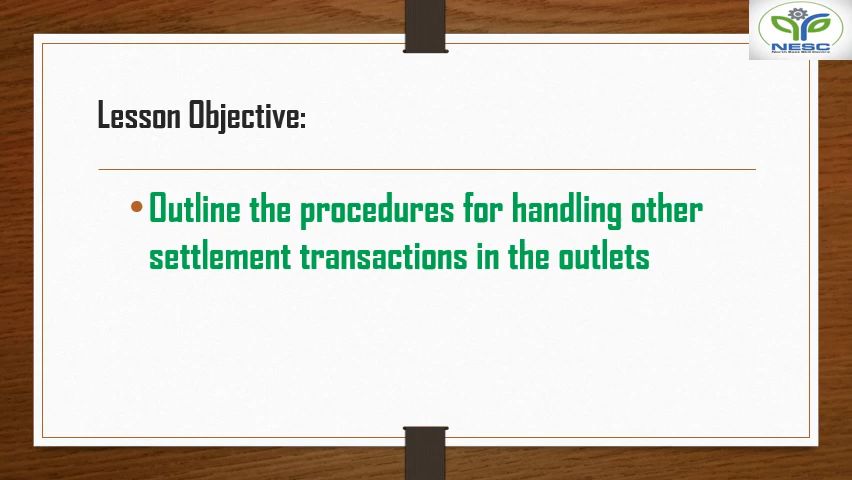 NESC
Lesson Objective:
• Outline the procedures for handling other
settlement transactions in the outlets